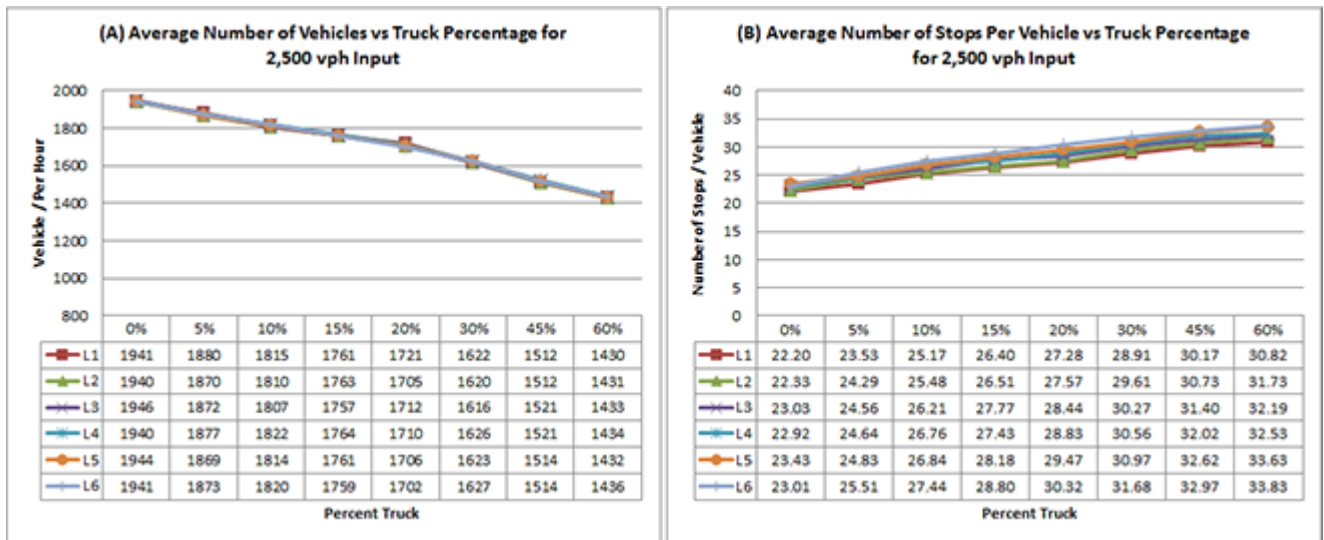 (A) Average Number of Vehicles vs Truck Percentage for
2,500 vph Input
Vehicle / Per Hour
2000
1800
1600
1400
1200
1000
800
0% 5% 10% 15% 20% 30% 45% 60%
L1 1941 1880 1815 1761 1721 1622 1512 1430
L2 1940 1870 1810 1763 1705 1620 1512 1431
L3 1946 1872 1807 1757 1712 1616 1521 1433
L4 1940 1877 1822 1764 1710 1626 1521 1434
L5 1944 1869 1814 1761 1706 1623 1514 1432
L6 1941 1873 1820 1759 1702 1627 1514 1436
Percent Truck
(B) Average Number of Stops Per Vehicle vs Truck Percentage
for 2,500 vph Input
Number of Stops / Vehicle
40
35
30
25
20
15
10
5
0
0% 5% 10% 15% 20% 30% 45% 60%
L1 22.20 23.53 25.17 26.40 27.28 28.91 30.17 30.82
L2 22.33 24.29 25.48 26.51 27.57 29.61 30.73 31.73
L3 23.03 24.56 26.21 27.77 28.44 30.27 31.40 32.19
L4 22.92 24.64 26.76 27.43 28.83 30.56 32.02 32.53
L5 23.43 24.83 26.84 28.18 29.47 30.97 32.62 33.63
L6 23.01 25.51 27.44 28.80 30.32 31.68 32.97 33.83
Percent Truck